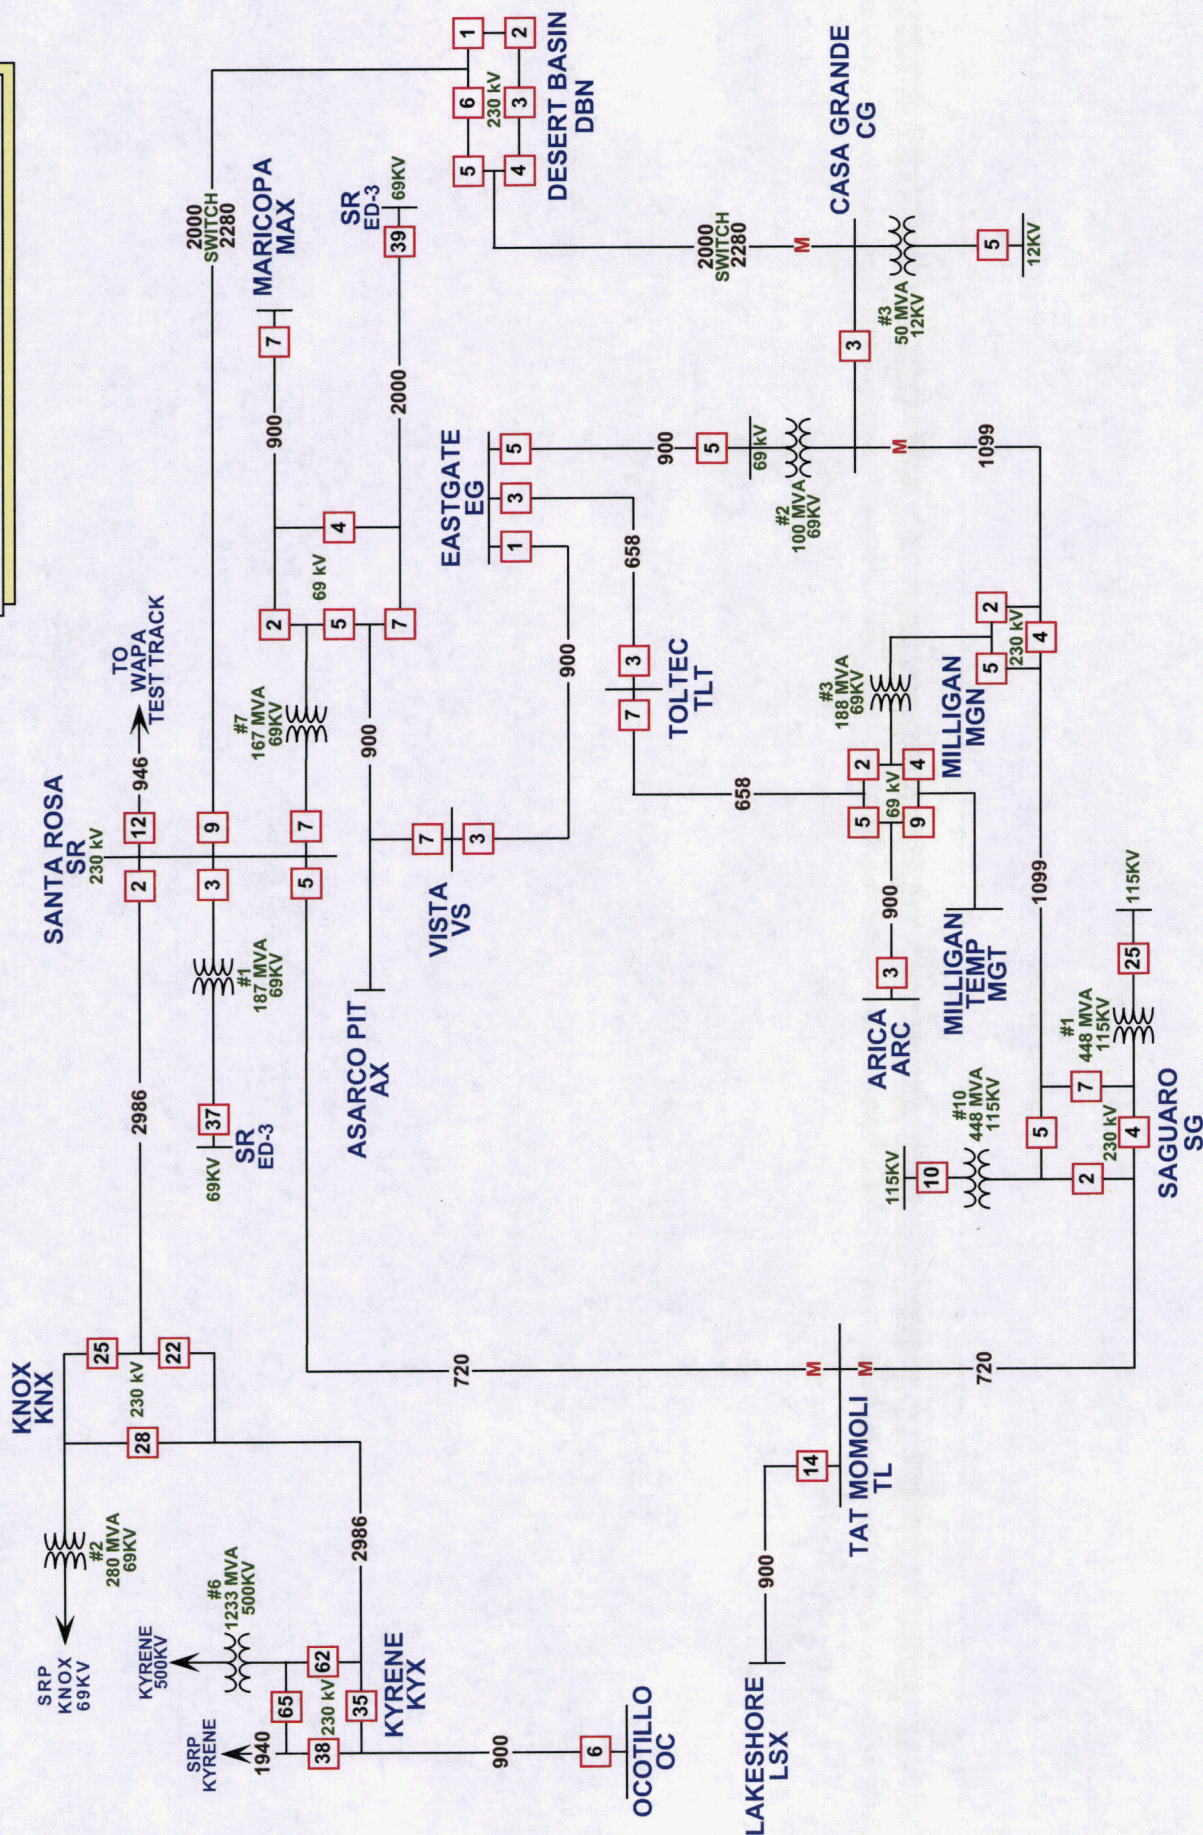 SRP
KNOX
69KV
#2
280 MVA
69KV
KNOX
KNX
25
230 kV
22
28
2986
KYRENE
500KV
#6
1233 MVA
500KV
SRP
KYRENE
1940
65
62
230 kV
38
35
KYRENE
KYX
2986
900
6
OCOTILLO
OC
SANTA ROSA
SR
230 kV
2
12
946
TO
WAPA
TEST TRACK
3
9
#1
187 MVA
69KV
37
69KV
SR
ED-3
5
7
#7
167 MVA
69KV
2000
SWITCH
2280
MARICOPA
MAX
7
900
2
69 kV
4
5
7
2000
39
SR
ED-3
69KV
900
ASARCO PIT
AX
7
3
VISTA
VS
900
EASTGATE
EG
1
3
5
900
5
69 kV
658
3
7
TOLTEC
TLT
658
1
2
6
230 kV
3
5
4
DESERT BASIN
DBN
2000
SWITCH
2280
M
CASA GRANDE
CG
3
#3
50 MVA
12KV
5
12KV
#2
100 MVA
69KV
M
1099
#3
188 MVA
69KV
2
5
230 kV
4
MILLIGAN
MGN
2
4
69 kV
5
9
900
3
ARICA
ARC
MILLIGAN
TEMP
MGT
1099
115KV
10
#10
448 MVA
115KV
5
7
230 kV
2
4
#1
448 MVA
115KV
25
115KV
SAGUARO
SG
720
M
M
720
TAT MOMOLI
TL
14
900
LAKESHORE
LSX